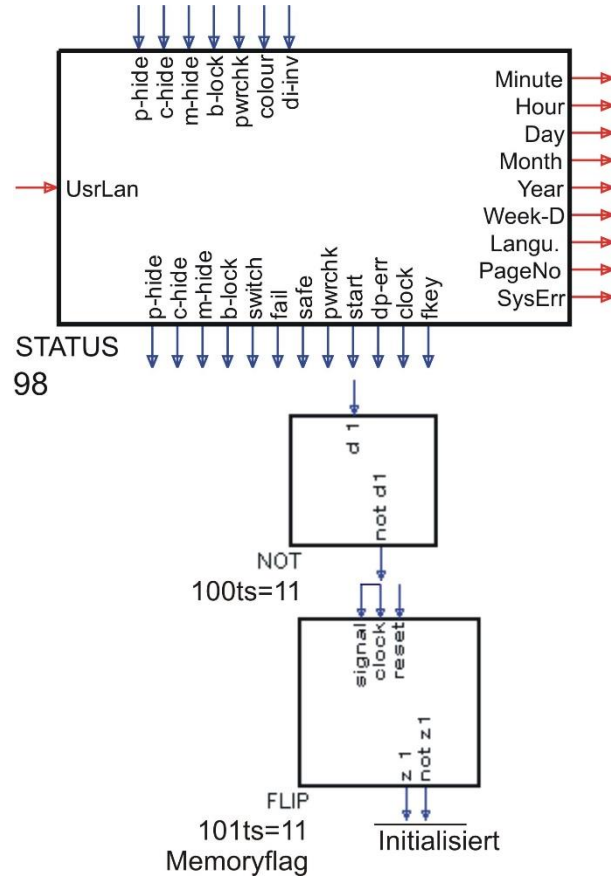 p-hide
c-hide
m-hide
b-lock
pwrchk
colour
di-inv
Minute
Hour
Day
Month
Year
Week-D
Langu.
PageNo
SysErr
UsrLan
p-hide
c-hide
m-hide
b-lock
switch
fail
safe
pwrchk
start
dp-err
clock
fkey
STATUS
98
d 1
not d1
NOT
100ts=11
signal
clock
reset
z 1
not z1
FLIP
101ts=11
Memoryflag
Initialisiert